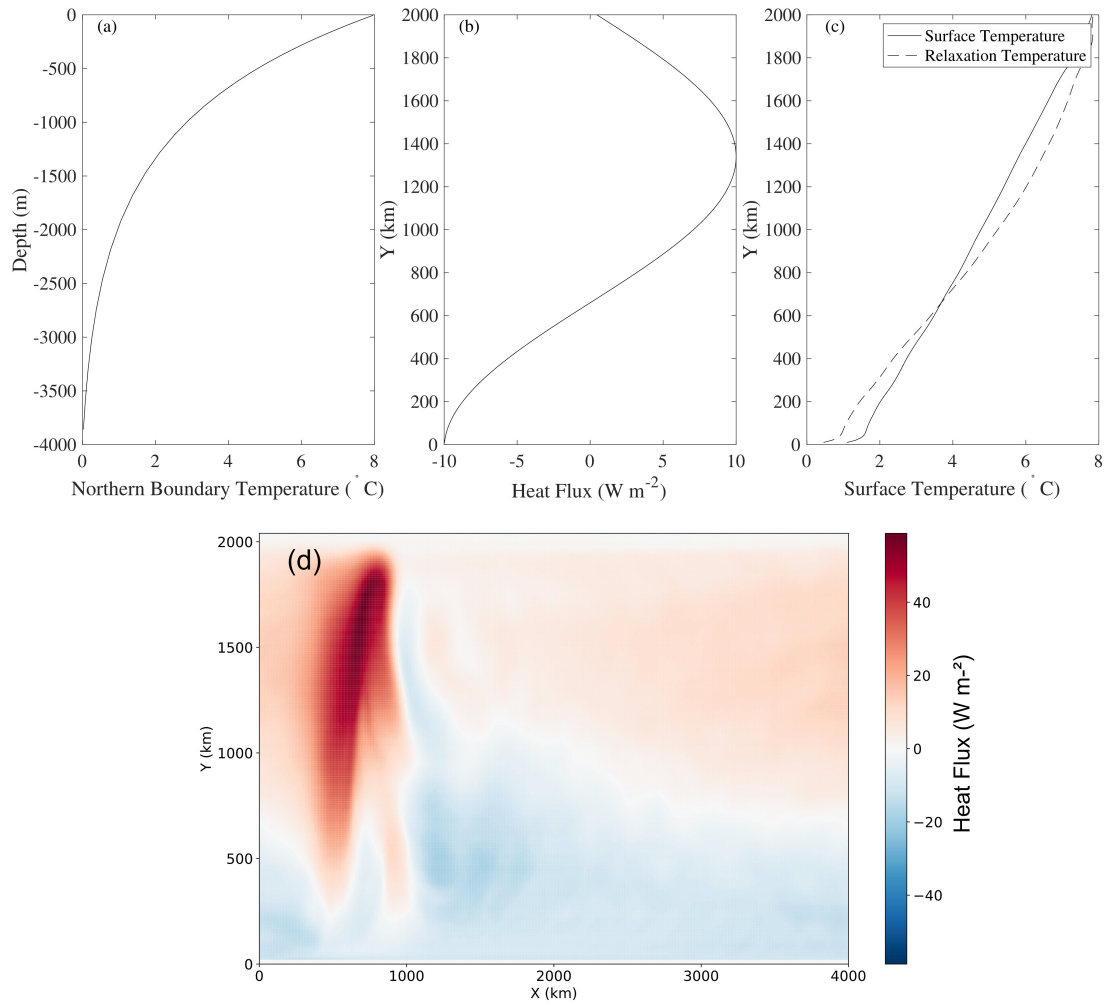 (a)
0
-500
-1000
-1500
-2000
-2500
-3000
-3500
-4000
Depth (m)
0 2 4 6 8
Northern Boundary Temperature (°C)
(b)
2000
1800
1600
1400
1200
1000
800
600
400
200
0
Y (km)
-10 -5 0 5 10
Heat Flux (W m-2)
(c)
Surface Temperature
Relaxation Temperature
2000
1800
1600
1400
1200
1000
800
600
400
200
0
Y (km)
0 2 4 6 8
Surface Temperature (°C)
(d)
2000
1500
1000
500
0
Y (km)
0 1000 2000 3000 4000
X (km)
40
20
0
−20
−40
Heat Flux (W m-²)